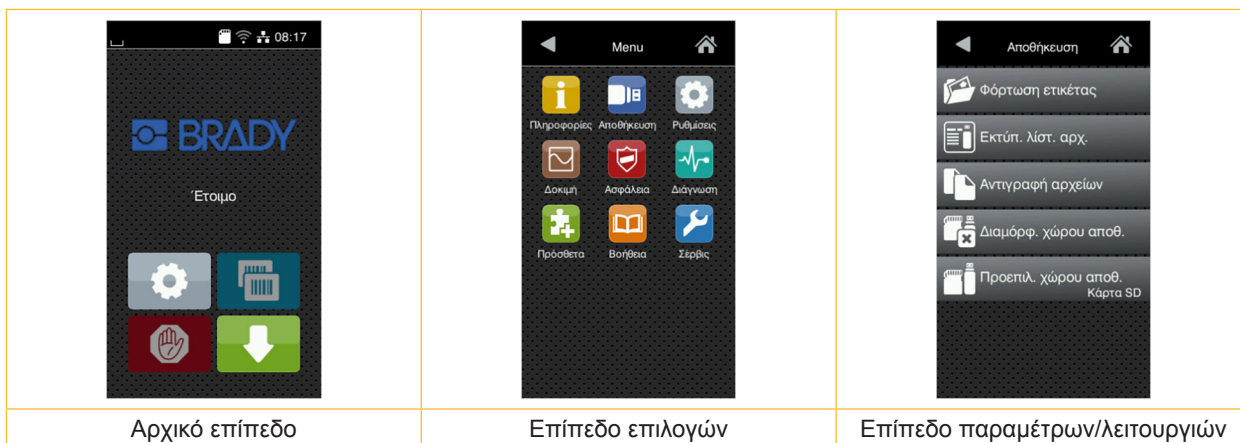 08:17
BRADY
Έτοιμο
Αρχικό επίπεδο
Menu
Πληροφορίες Αποθήκευση Ρυθμίσεις
Δοκιμή Ασφάλεια Διάγνωση
Πρόσθετα Βοήθεια Σέρβις
Επίπεδο επιλογών
Αποθήκευση
Φόρτωση ετικέτας
Εκτύπ. λίστ. αρχ.
Αντιγραφή αρχείων
Διαμόρφ. χώρου αποθ.
Προεπιλ. χώρου αποθ.
Κάρτα SD
Επίπεδο παραμέτρων/λειτουργιών